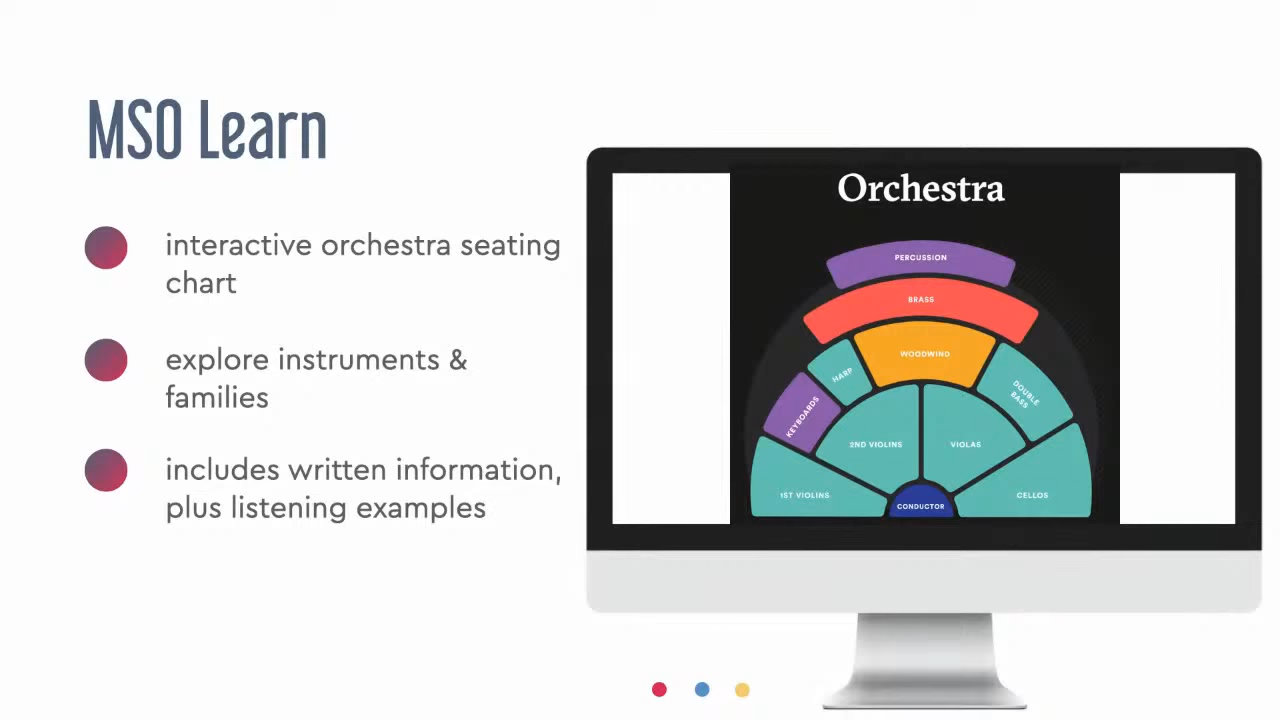 MSO Learn
interactive orchestra seating
chart
explore instruments &
families
includes written information,
plus listening examples
Orchestra
PERCUSSION
BRASS
WOODWIND
HARP
DOUBLE
BASS
KEYBOARDS
2ND VIOLINS
VIOLAS
1ST VIOLINS
CELLOS
CONDUCTOR